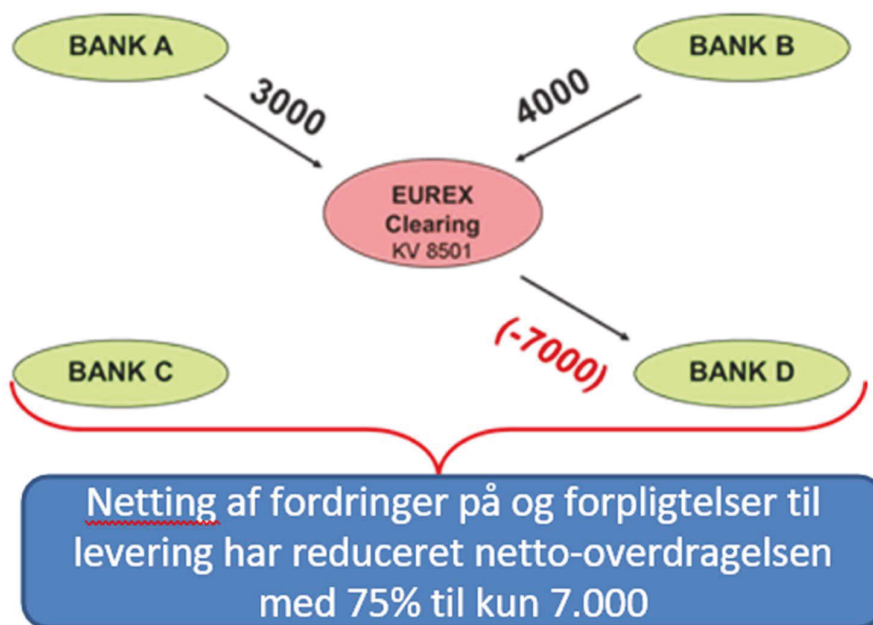 BANK A
BANK B
3000
4000
EUREX
Clearing
KV 8501
(-7000)
BANK C
BANK D
Netting af fordringer på og forpligtelser til
levering har reduceret netto-overdragelsen
med 75% til kun 7.000